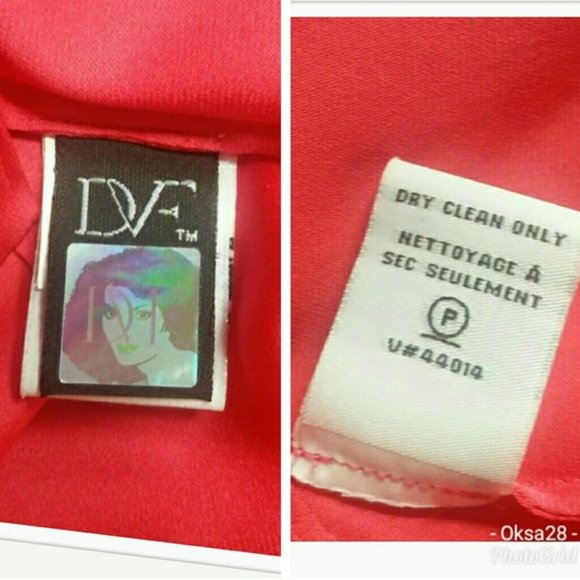 DVF
TM
DRY CLEAN ONLY
NETTOYAGE À
SEC SEULEMENT
P
V#44014
- Oksa28 -
PhotoGrid